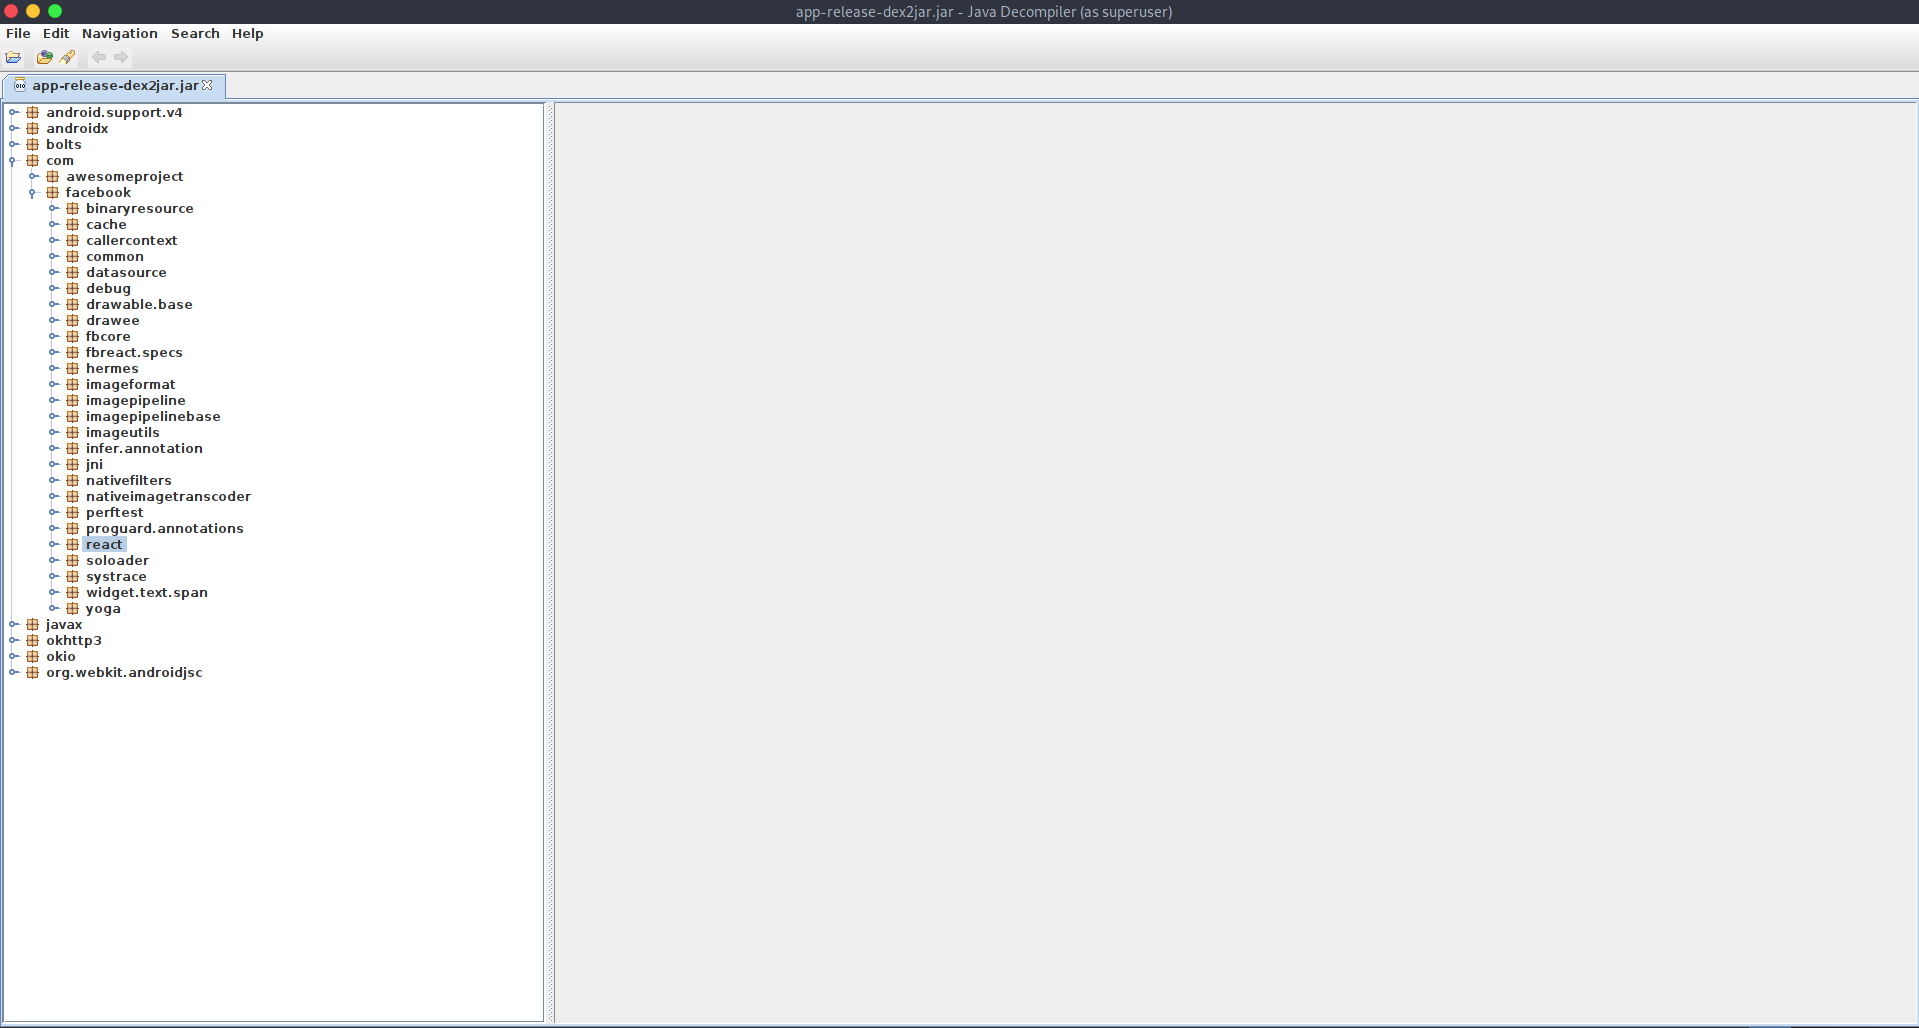 app-release-dex2jar.jar - Java Decompiler (as superuser)
File Edit Navigation Search Help
app-release-dex2jar.jar
android.support.v4
androidx
bolts
com
awesomeproject
facebook
binaryresource
cache
callercontext
common
datasource
debug
drawable.base
drawee
fbcore
fbreact.specs
hermes
imageformat
imagepipeline
imagepipelinebase
imageutils
infer.annotation
jni
nativefilters
nativeimagetranscoder
perftest
proguard.annotations
react
soloader
systrace
widget.text.span
yoga
javax
okhttp3
okio
org.webkit.androidjsc